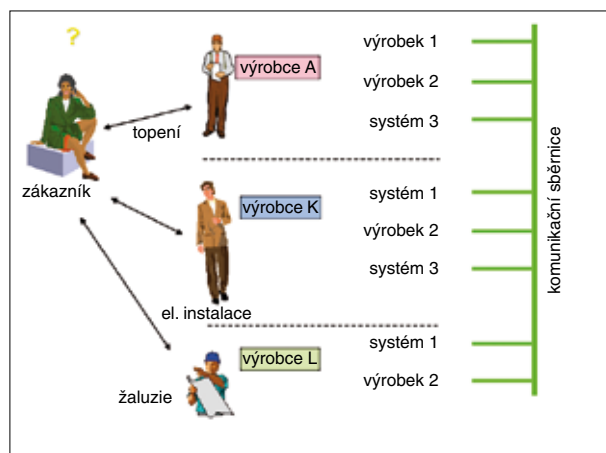 ?
výrobek 1
výrobce A
výrobek 2
topení
systém 3
zákazník
systém 1
výrobce K
výrobek 2
systém 3
el. instalace
systém 1
výrobce L
výrobek 2
žaluzie
komunikační sběrnice